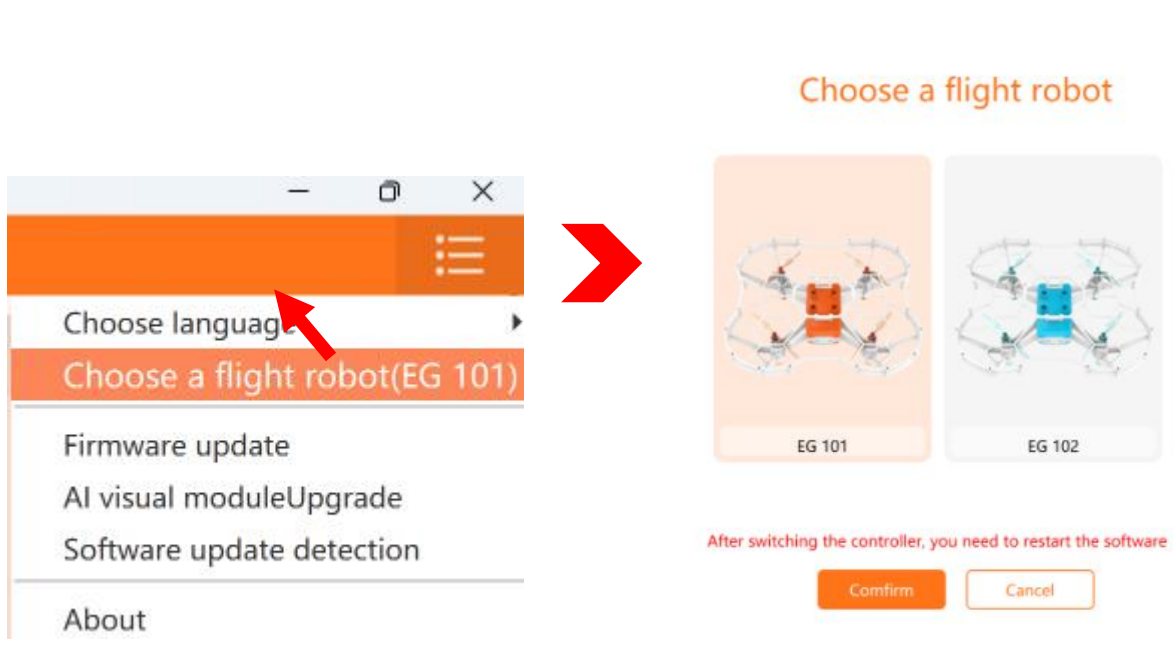 Choose language
Choose a flight robot(EG 101)
Firmware update
AI visual moduleUpgrade
Software update detection
About
Choose a flight robot
EG 101
EG 102
After switching the controller, you need to restart the software
Comfirm
Cancel